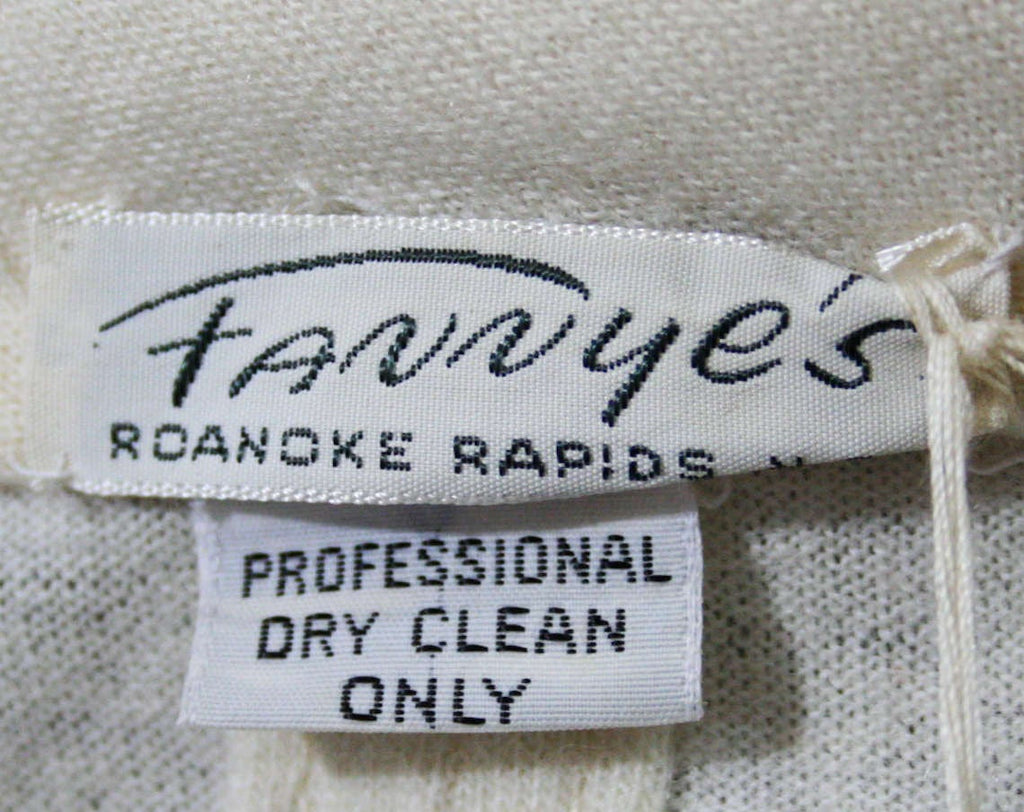 FANNYe's
ROANOKE RAPIDS
PROFESSIONAL
DRY CLEAN
ONLY